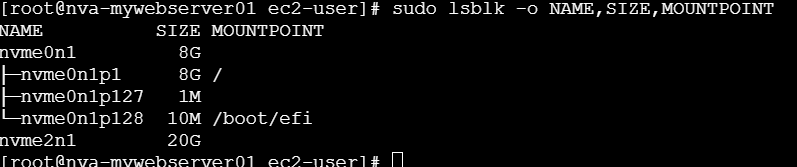 [root@nva-mywebserver01 ec2-user]# sudo lsblk -o NAME,SIZE,MOUNTPOINT
NAME          SIZE MOUNTPOINT
nvme0n1         8G
├─nvme0n1p1     8G /
├─nvme0n1p127   1M
└─nvme0n1p128  10M /boot/efi
nvme2n1        20G
[root@nva-mywebserver01 ec2-user]#